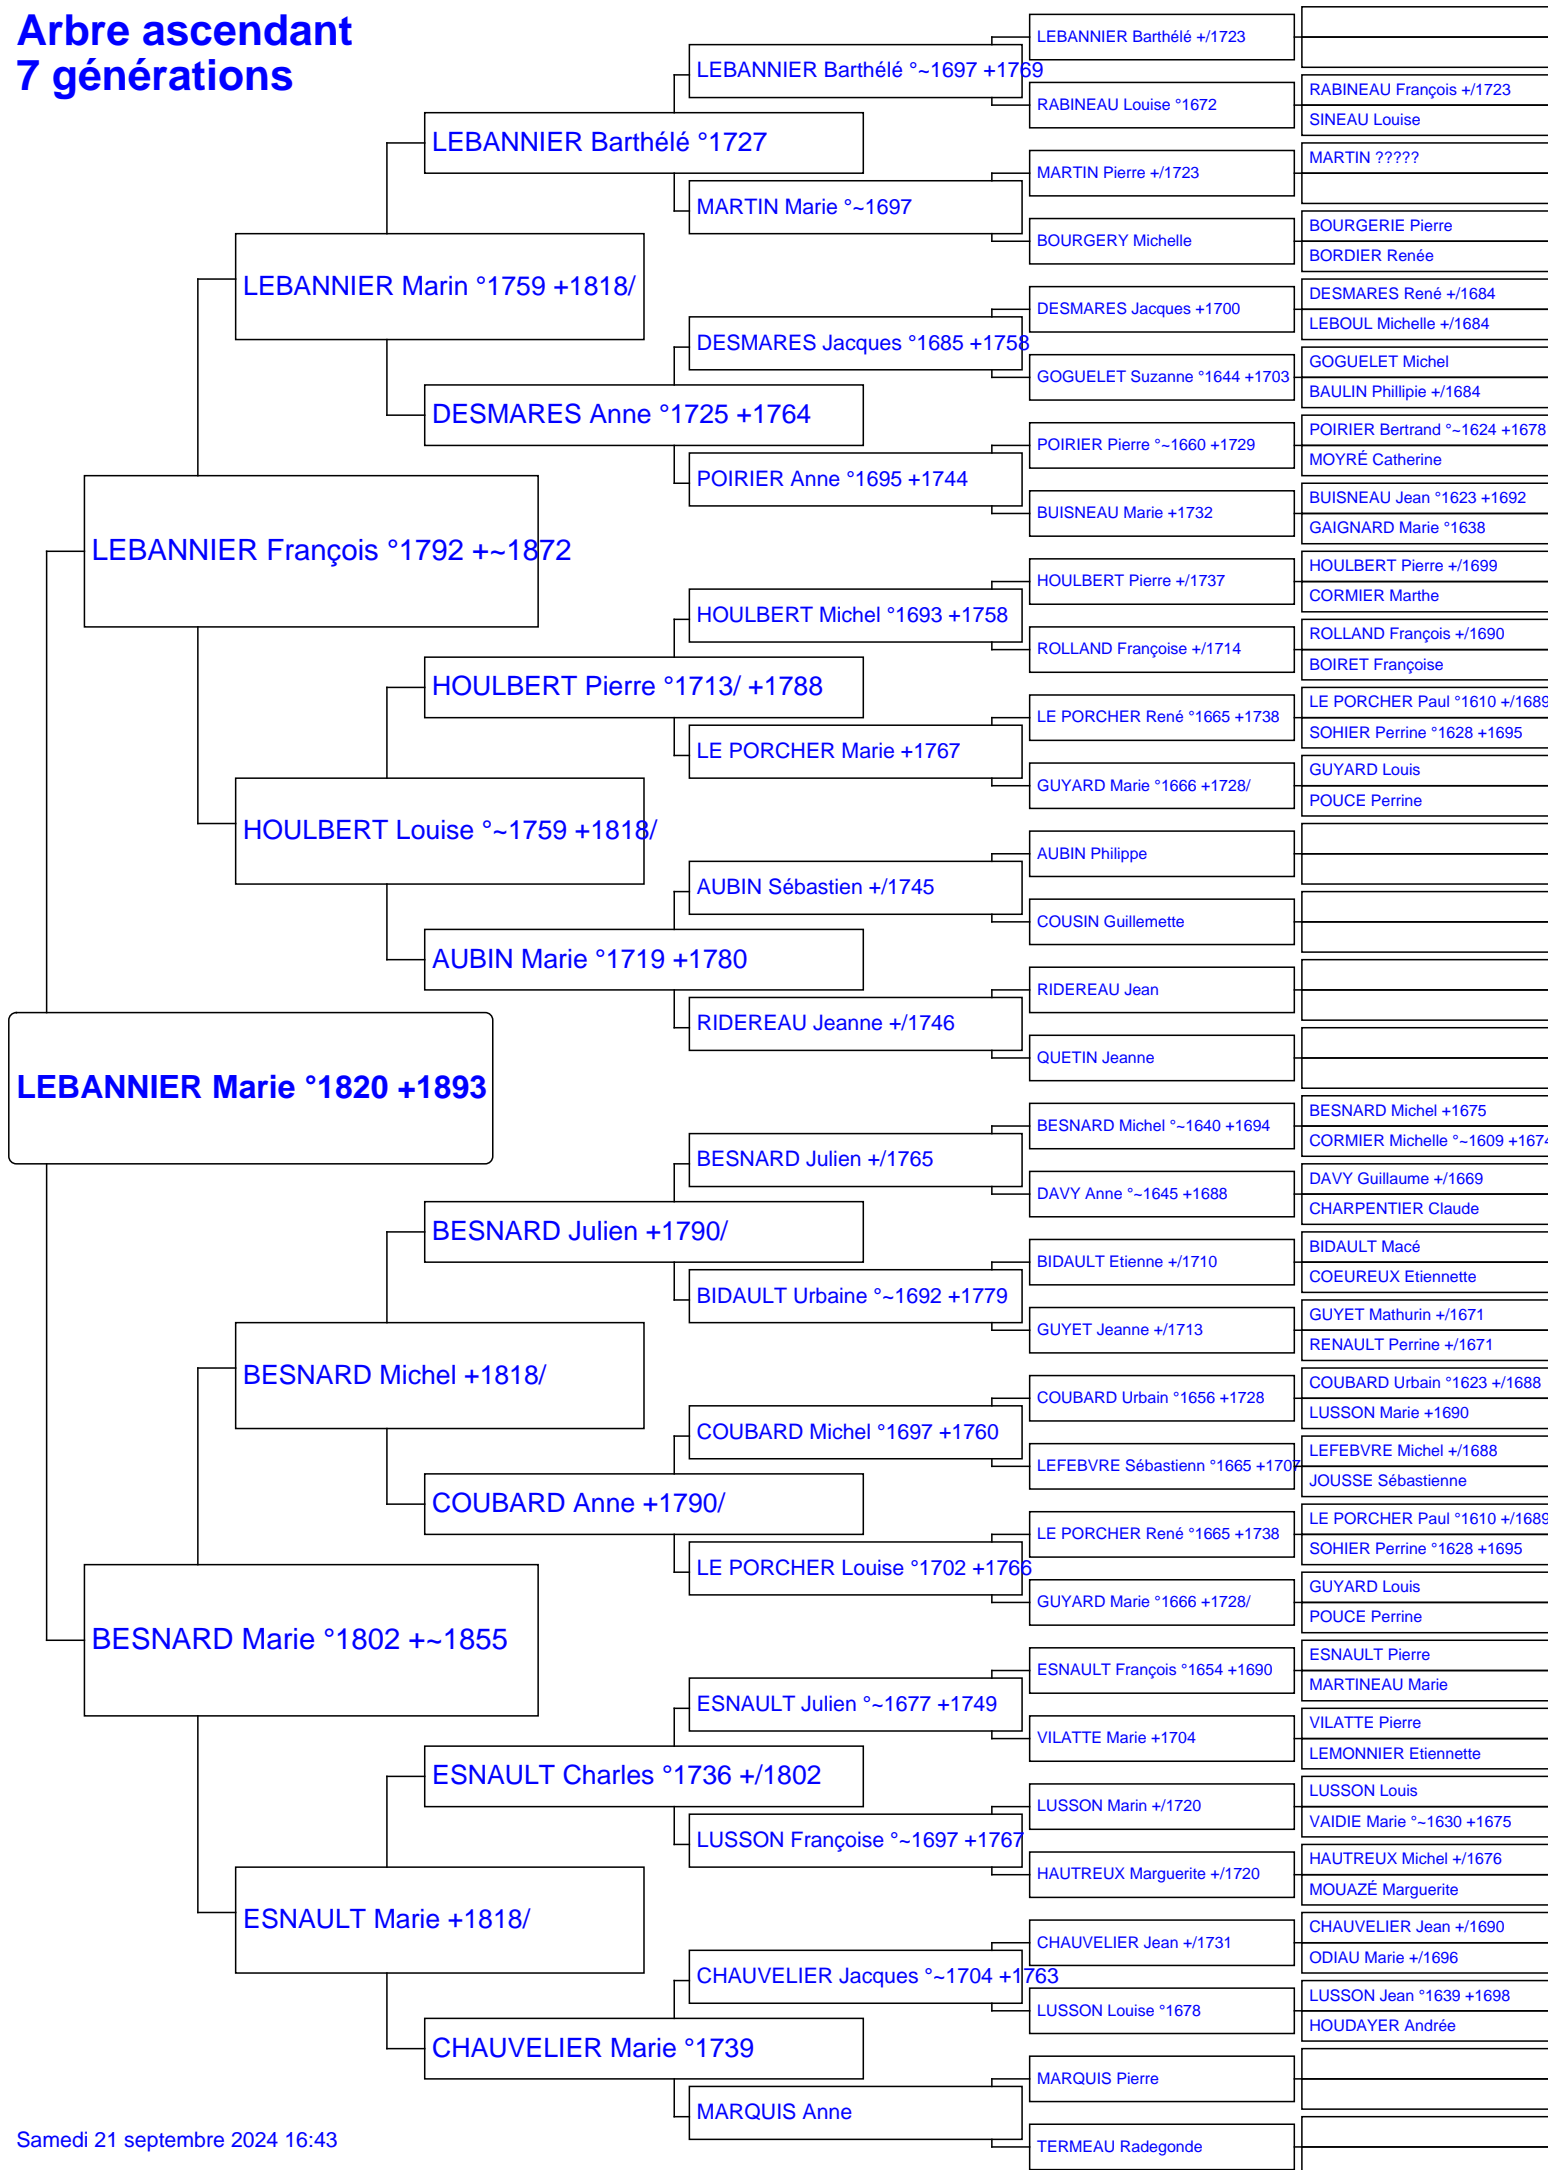 Arbre ascendant
7 générations
LEBANNIER Marie °1820 +1893
LEBANNIER François °1792 +~1872
BESNARD Marie °1802 +~1855
LEBANNIER Marin °1759 +1818/
HOULBERT Louise °~1759 +1818/
BESNARD Michel +1818/
ESNAULT Marie +1818/
LEBANNIER Barthélé °1727
DESMARES Anne °1725 +1764
HOULBERT Pierre °1713/ +1788
AUBIN Marie °1719 +1780
BESNARD Julien +1790/
COUBARD Anne +1790/
ESNAULT Charles °1736 +/1802
CHAUVELIER Marie °1739
LEBANNIER Barthélé °~1697 +1769
MARTIN Marie °~1697
DESMARES Jacques °1685 +1758
POIRIER Anne °1695 +1744
HOULBERT Michel °1693 +1758
LE PORCHER Marie +1767
AUBIN Sébastien +/1745
RIDEREAU Jeanne +/1746
BESNARD Julien +/1765
BIDAULT Urbaine °~1692 +1779
COUBARD Michel °1697 +1760
LE PORCHER Louise °1702 +1766
ESNAULT Julien °~1677 +1749
LUSSON Françoise °~1697 +1767
CHAUVELIER Jacques °~1704 +1763
MARQUIS Anne
LEBANNIER Barthélé +/1723
RABINEAU Louise °1672
MARTIN Pierre +/1723
BOURGERY Michelle
DESMARES Jacques +1700
GOGUELET Suzanne °1644 +1703
POIRIER Pierre °~1660 +1729
BUISNEAU Marie +1732
HOULBERT Pierre +/1737
ROLLAND Françoise +/1714
LE PORCHER René °1665 +1738
GUYARD Marie °1666 +1728/
AUBIN Philippe
COUSIN Guillemette
RIDEREAU Jean
QUETIN Jeanne
BESNARD Michel °~1640 +1694
DAVY Anne °~1645 +1688
BIDAULT Etienne +/1710
GUYET Jeanne +/1713
COUBARD Urbain °1656 +1728
LEFEBVRE Sébastienn °1665 +1707
LE PORCHER René °1665 +1738
GUYARD Marie °1666 +1728/
ESNAULT François °1654 +1690
VILATTE Marie +1704
LUSSON Marin +/1720
HAUTREUX Marguerite +/1720
CHAUVELIER Jean +/1731
LUSSON Louise °1678
MARQUIS Pierre
TERMEAU Radegonde
RABINEAU François +/1723
SINEAU Louise
MARTIN ?????
BOURGERIE Pierre
BORDIER Renée
DESMARES René +/1684
LEBOUL Michelle +/1684
GOGUELET Michel
BAULIN Phillipie +/1684
POIRIER Bertrand °~1624 +1678
MOYRÉ Catherine
BUISNEAU Jean °1623 +1692
GAIGNARD Marie °1638
HOULBERT Pierre +/1699
CORMIER Marthe
ROLLAND François +/1690
BOIRET Françoise
LE PORCHER Paul °1610 +/1689
SOHIER Perrine °1628 +1695
GUYARD Louis
POUCE Perrine
BESNARD Michel +1675
CORMIER Michelle °~1609 +1674
DAVY Guillaume +/1669
CHARPENTIER Claude
BIDAULT Macé
COEUREUX Etiennette
GUYET Mathurin +/1671
RENAULT Perrine +/1671
COUBARD Urbain °1623 +/1688
LUSSON Marie +1690
LEFEBVRE Michel +/1688
JOUSSE Sébastienne
LE PORCHER Paul °1610 +/1689
SOHIER Perrine °1628 +1695
GUYARD Louis
POUCE Perrine
ESNAULT Pierre
MARTINEAU Marie
VILATTE Pierre
LEMONNIER Etiennette
LUSSON Louis
VAIDIE Marie °~1630 +1675
HAUTREUX Michel +/1676
MOUAZÉ Marguerite
CHAUVELIER Jean +/1690
ODIAU Marie +/1696
LUSSON Jean °1639 +1698
HOUDAYER Andrée
Samedi 21 septembre 2024 16:43